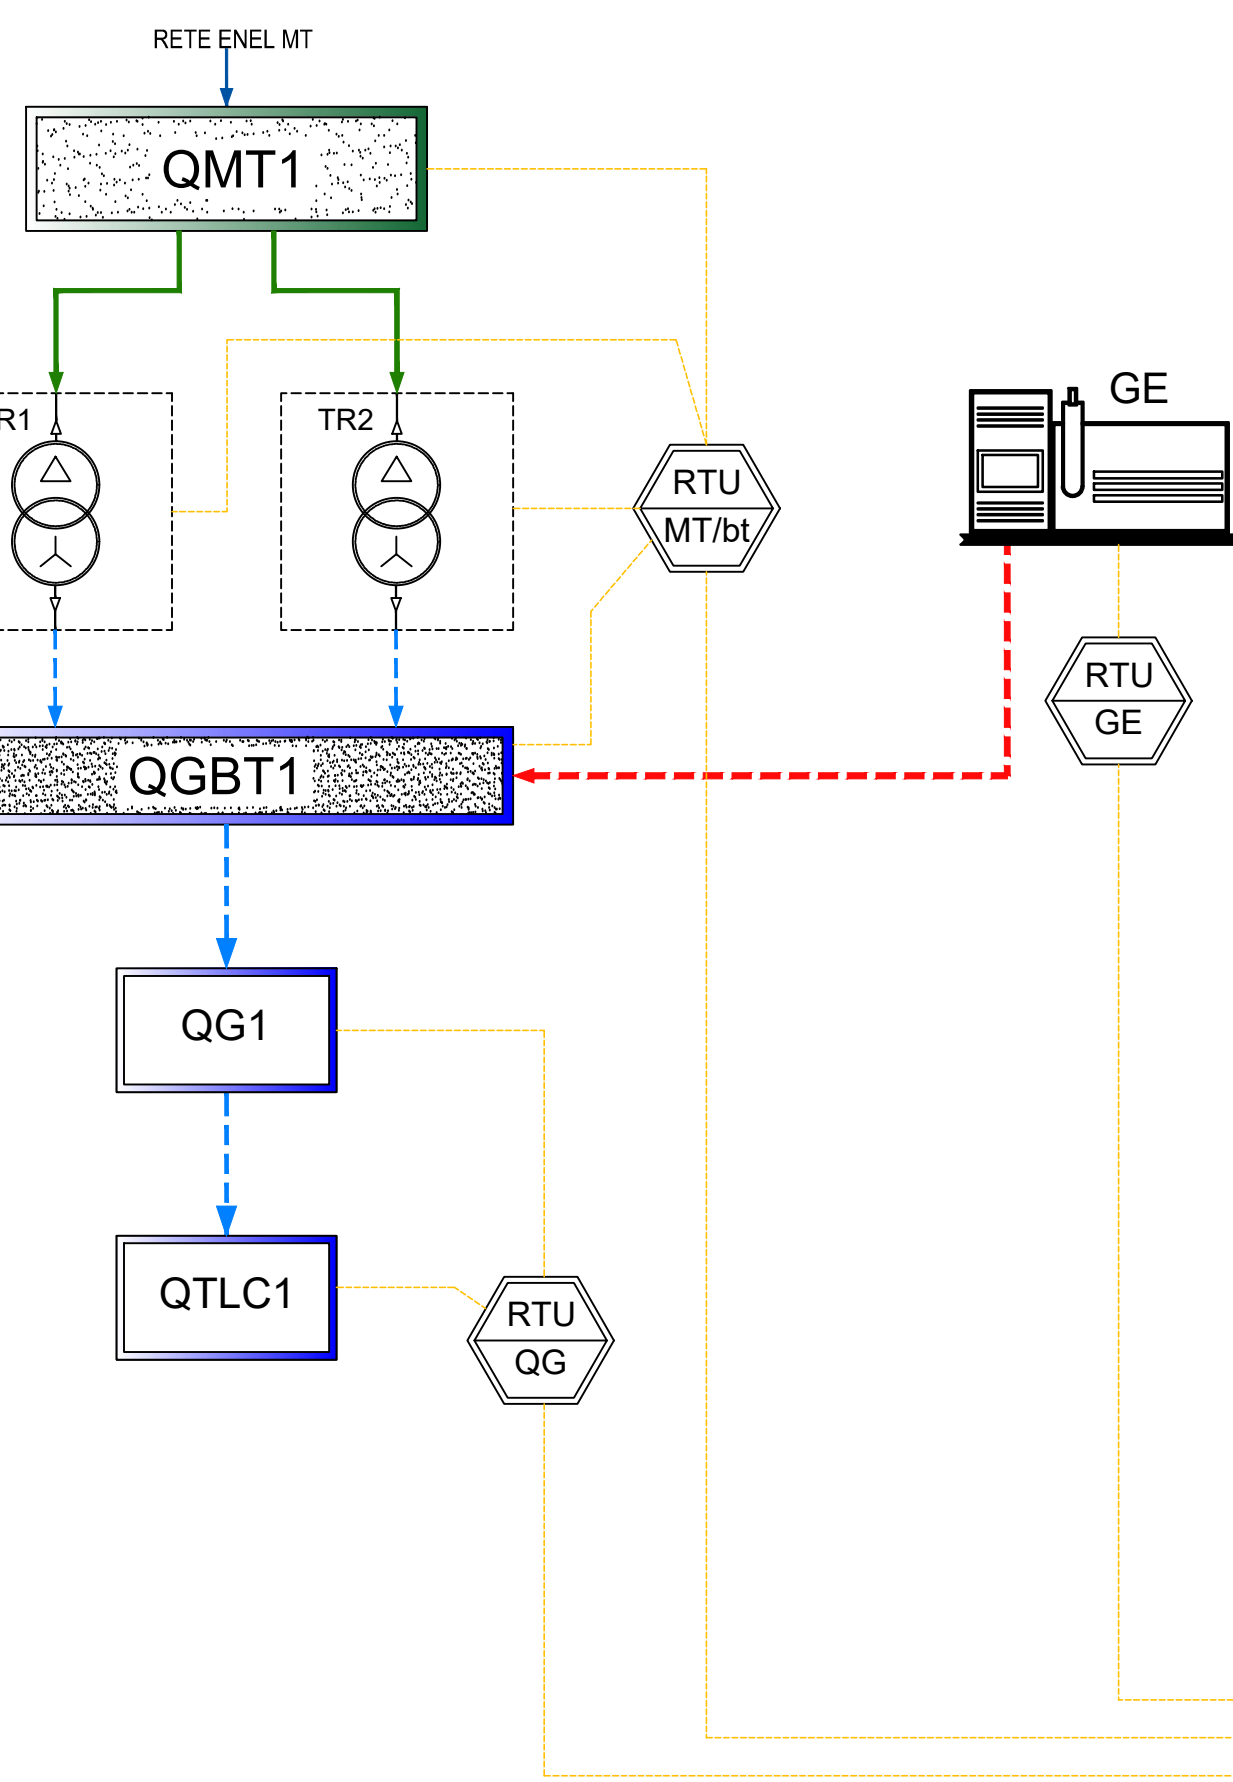 RETE ENEL MT
QMT1
GE
R1
TR2
RTU
MT/bt
RTU
GE
QGBT1
QG1
QTLC1
RTU
QG